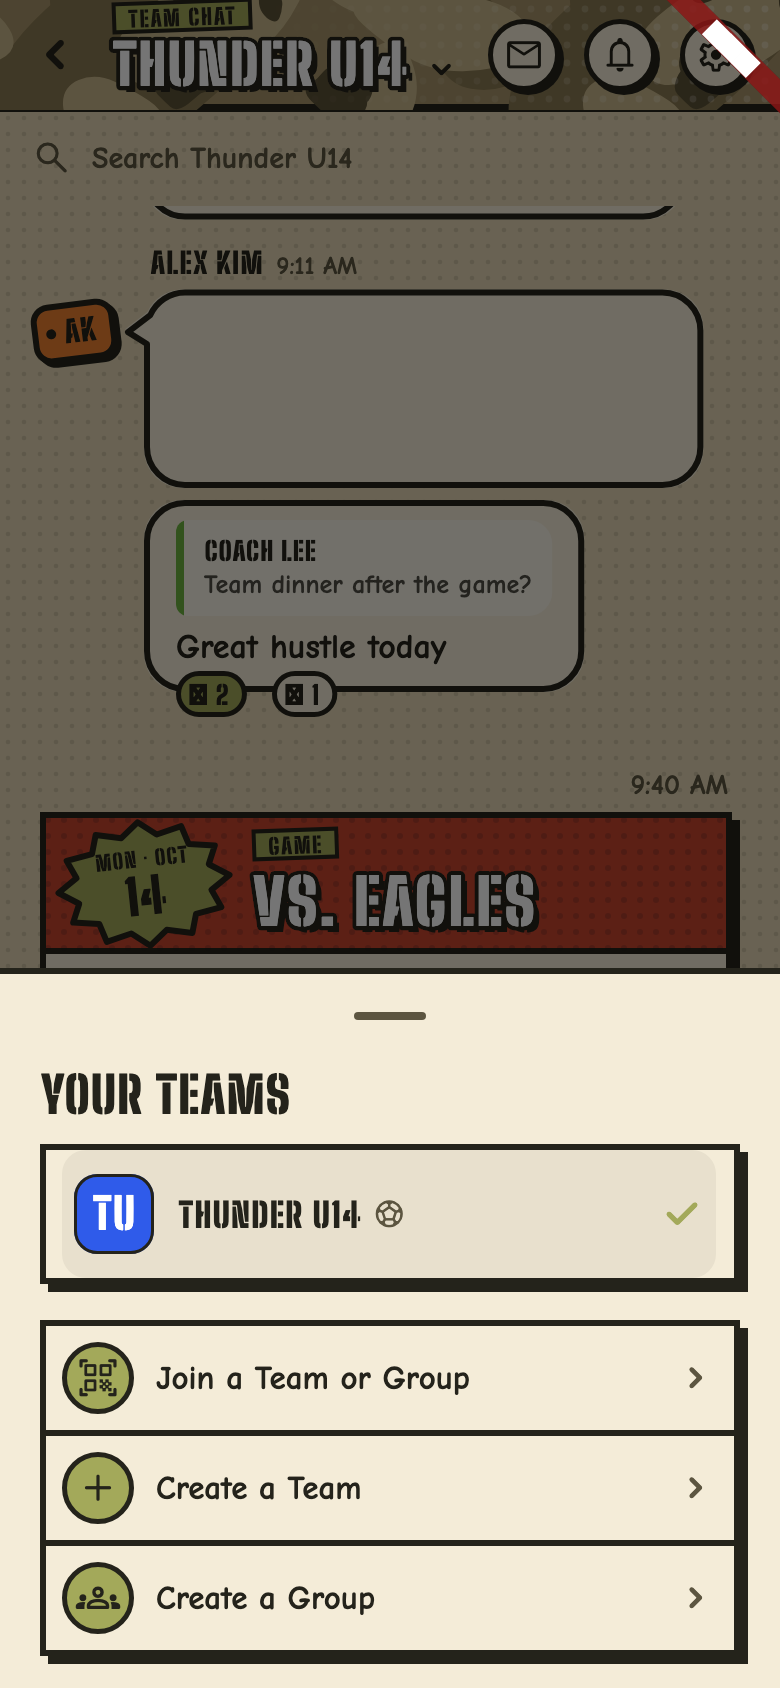 TEAM CHAT
THUNDER U14
Search Thunder U14
ALEX KIM 9:11 AM
AK
COACH LEE
Team dinner after the game?
Great hustle today
2
1
9:40 AM
MON · OCT
14
GAME
VS. EAGLES
YOUR TEAMS
TU
THUNDER U14
Join a Team or Group
Create a Team
Create a Group